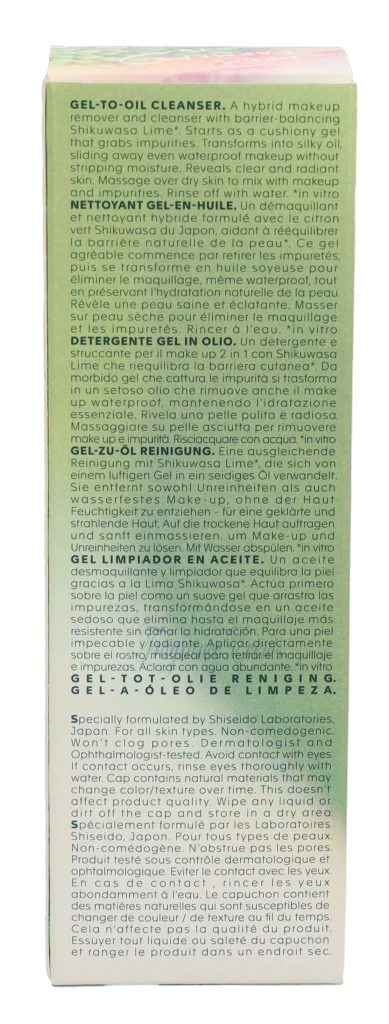 GEL-TO-OIL CLEANSER. A hybrid makeup
remover and cleanser with barrier-balancing
Shikuwasa Lime*. Starts as a cushiony gel
that grabs impurities. Transforms into silky oil,
sliding away even waterproof makeup without
stripping moisture. Reveals clear and radiant
skin. Massage over dry skin to mix with makeup
and impurities. Rinse off with water. *in vitro
NETTOYANT GEL-EN-HUILE. Un démaquillant
et nettoyant hybride formulé avec le citron
vert Shikuwasa du Japon, aidant à rééquilibrer
la barrière naturelle de la peau*. Ce gel
agréable commence par retirer les impuretés,
puis se transforme en huile soyeuse pour
éliminer le maquillage, même waterproof, tout
en préservant l'hydratation naturelle de la peau.
Révèle une peau saine et éclatante. Masser
sur peau sèche pour éliminer le maquillage
et les impuretés. Rincer à l'eau. *in vitro
DETERGENTE GEL IN OLIO. Un detergente e
struccante per il make up 2 in 1 con Shikuwasa
Lime che riequilibra la barriera cutanea*. Da
morbido gel che cattura le impurità si trasforma
in un setoso olio che rimuove anche il make
up waterproof, mantenendo l'idratazione
essenziale. Rivela una pelle pulita e radiosa.
Massaggiare su pelle asciutta per rimuovere
make up e impurità. Risciacquare con acqua. *in vitro
GEL-ZU-ÖL REINIGUNG. Eine ausgleichende
Reinigung mit Shikuwasa Lime*, die sich von
einem luftigen Gel in ein seidiges Öl verwandelt.
Sie entfernt sowohl Unreinheiten als auch
wasserfestes Make-up, ohne der Haut
Feuchtigkeit zu entziehen - für eine geklärte und
strahlende Haut. Auf die trockene Haut auftragen
und sanft einmassieren, um Make-up und
Unreinheiten zu lösen. Mit Wasser abspülen. *in vitro
GEL LIMPIADOR EN ACEITE. Un aceite
desmaquillante y limpiador que equilibra la piel
gracias a la Lima Shikuwasa*. Actúa primero
sobre la piel como un suave gel que arrastra las
impurezas, transformándose en un aceite
sedoso que elimina hasta el maquillaje más
resistente sin dañar la hidratación. Para una piel
impecable y radiante. Aplicar directamente
sobre el rostro, masajear para retirar el maquillaje
e impurezas. Aclarar con agua abundante. *in vitro
GEL-TOT-OLIE REINIGING.
GEL-A-ÓLEO DE LIMPEZA.
Specially formulated by Shiseido Laboratories,
Japan. For all skin types. Non-comedogenic.
Won't clog pores. Dermatologist and
Ophthalmologist-tested. Avoid contact with eyes.
If contact occurs, rinse eyes thoroughly with
water. Cap contains natural materials that may
change color/texture over time. This doesn't
affect product quality. Wipe any liquid or
dirt off the cap and store in a dry area.
Spécialement formulé par les Laboratoires
Shiseido, Japon. Pour tous types de peaux.
Non-comédogène. N'obstrue pas les pores.
Produit testé sous contrôle dermatologique et
ophtalmologique. Eviter le contact avec les yeux.
En cas de contact, rincer les yeux
abondamment à l'eau. Le capuchon contient
des matières naturelles qui sont susceptibles de
changer de couleur / de texture au fil du temps.
Cela n'affecte pas la qualité du produit.
Essuyer tout liquide ou saleté du capuchon
et ranger le produit dans un endroit sec.